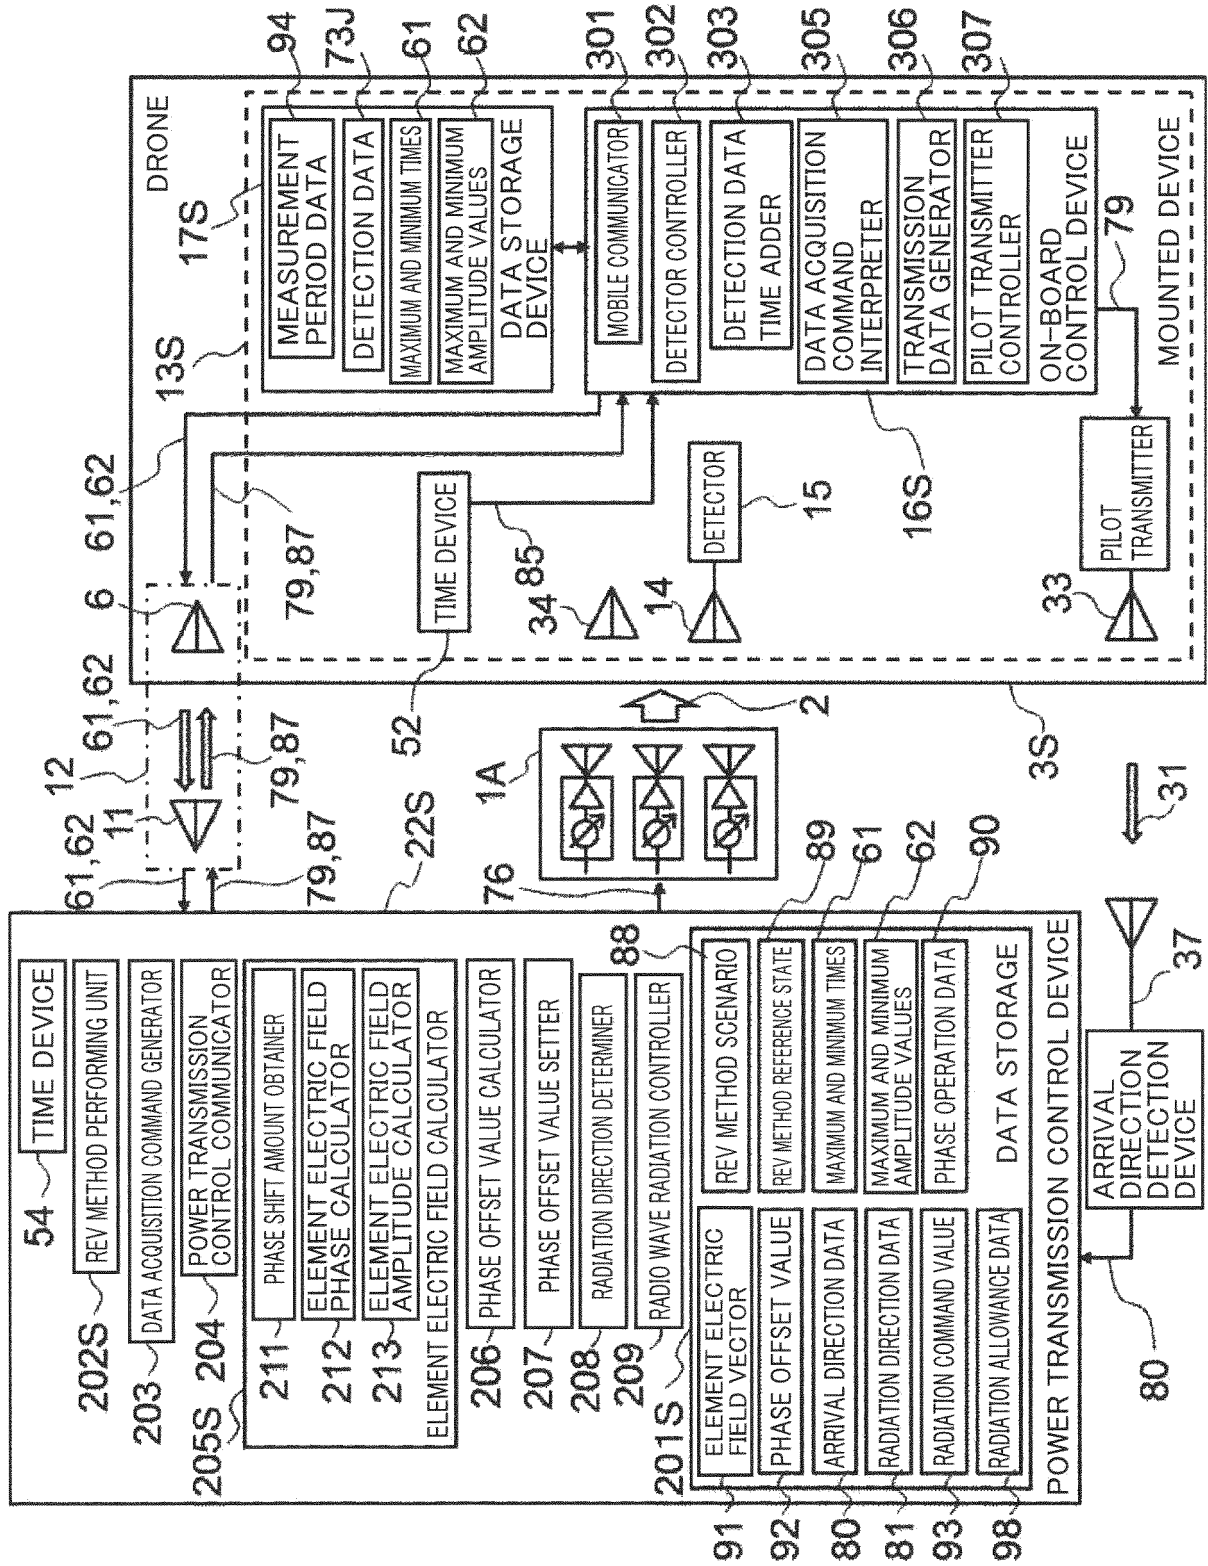 54
TIME DEVICE
202S
REV METHOD PERFORMING UNIT
203
DATA ACQUISITION COMMAND GENERATOR
204
POWER TRANSMISSION
CONTROL COMMUNICATOR
205S
211
PHASE SHIFT AMOUNT OBTAINER
212
ELEMENT ELECTRIC FIELD
PHASE CALCULATOR
213
ELEMENT ELECTRIC FIELD
AMPLITUDE CALCULATOR
ELEMENT ELECTRIC FIELD CALCULATOR
206
PHASE OFFSET VALUE CALCULATOR
207
PHASE OFFSET VALUE SETTER
208
RADIATION DIRECTION DETERMINER
209
RADIO WAVE RADIATION CONTROLLER
201S
91
ELEMENT ELECTRIC
FIELD VECTOR
92
PHASE OFFSET VALUE
80
ARRIVAL DIRECTION DATA
81
RADIATION DIRECTION DATA
93
RADIATION COMMAND VALUE
98
RADIATION ALLOWANCE DATA
REV METHOD SCENARIO
88
REV METHOD REFERENCE STATE
89
MAXIMUM AND MINIMUM TIMES
61
MAXIMUM AND MINIMUM
AMPLITUDE VALUES
62
PHASE OPERATION DATA
90
DATA STORAGE
POWER TRANSMISSION CONTROL DEVICE
22S
80
ARRIVAL
DIRECTION
DETECTION
DEVICE
37
31
76
1A
2
61,62
79,87
12
11
61,62
79,87
6
61,62
79,87
DRONE
13S
17S
MEASUREMENT
PERIOD DATA
94
DETECTION DATA
73J
MAXIMUM AND MINIMUM TIMES
61
MAXIMUM AND MINIMUM
AMPLITUDE VALUES
62
DATA STORAGE
DEVICE
52
TIME DEVICE
85
34
14
DETECTOR
15
16S
MOBILE COMMUNICATOR
301
DETECTOR CONTROLLER
302
DETECTION DATA
TIME ADDER
303
DATA ACQUISITION
COMMAND
INTERPRETER
305
TRANSMISSION
DATA GENERATOR
306
PILOT TRANSMITTER
CONTROLLER
307
ON-BOARD
CONTROL DEVICE
79
33
PILOT
TRANSMITTER
MOUNTED DEVICE
3S